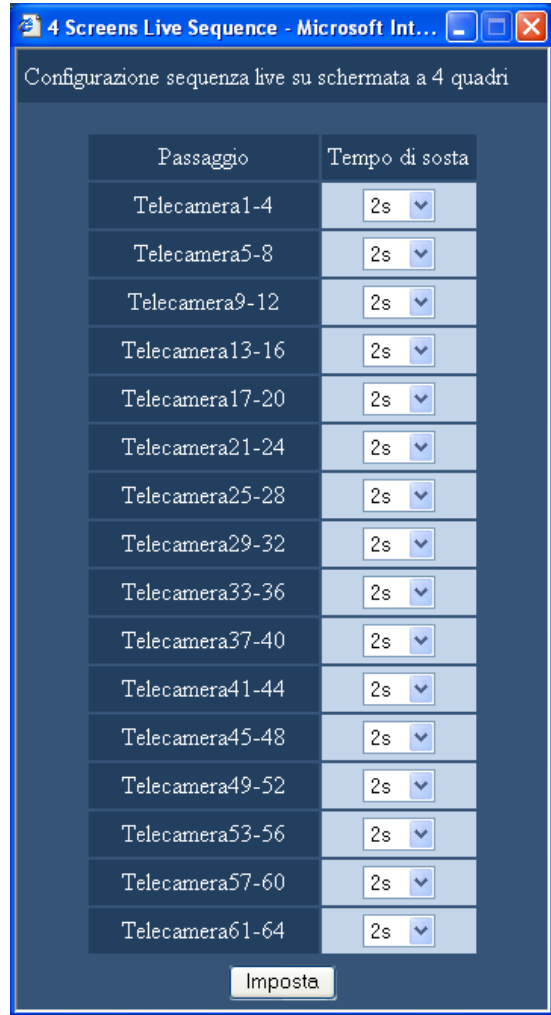 4 Screens Live Sequence - Microsoft Int...
Configurazione sequenza live su schermata a 4 quadri
Passaggio Tempo di sosta
Telecamera1-4 2s
Telecamera5-8 2s
Telecamera9-12 2s
Telecamera13-16 2s
Telecamera17-20 2s
Telecamera21-24 2s
Telecamera25-28 2s
Telecamera29-32 2s
Telecamera33-36 2s
Telecamera37-40 2s
Telecamera41-44 2s
Telecamera45-48 2s
Telecamera49-52 2s
Telecamera53-56 2s
Telecamera57-60 2s
Telecamera61-64 2s
Imposta